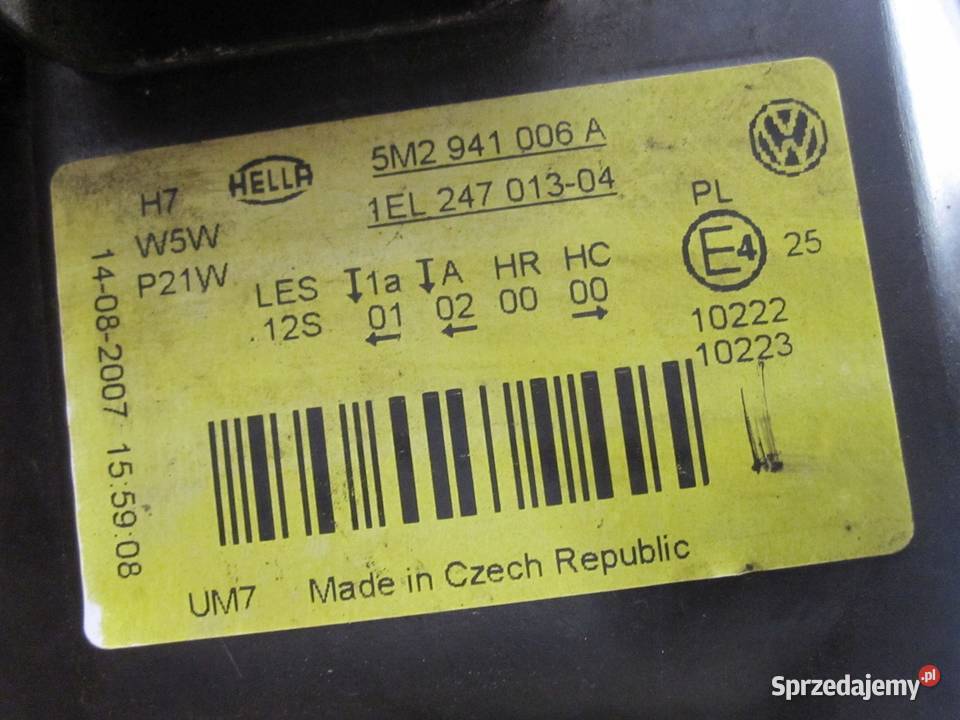 5M2 941 006 A
1EL 247 013-04
HELLA
VW
H7
W5W
P21W
PL
E4 25
LES 1a A HR HC
.12S 01 02 00 00
10222
10223
14-08-2007 15:59:08
UM7 Made in Czech Republic
Sprzedajemy.pl